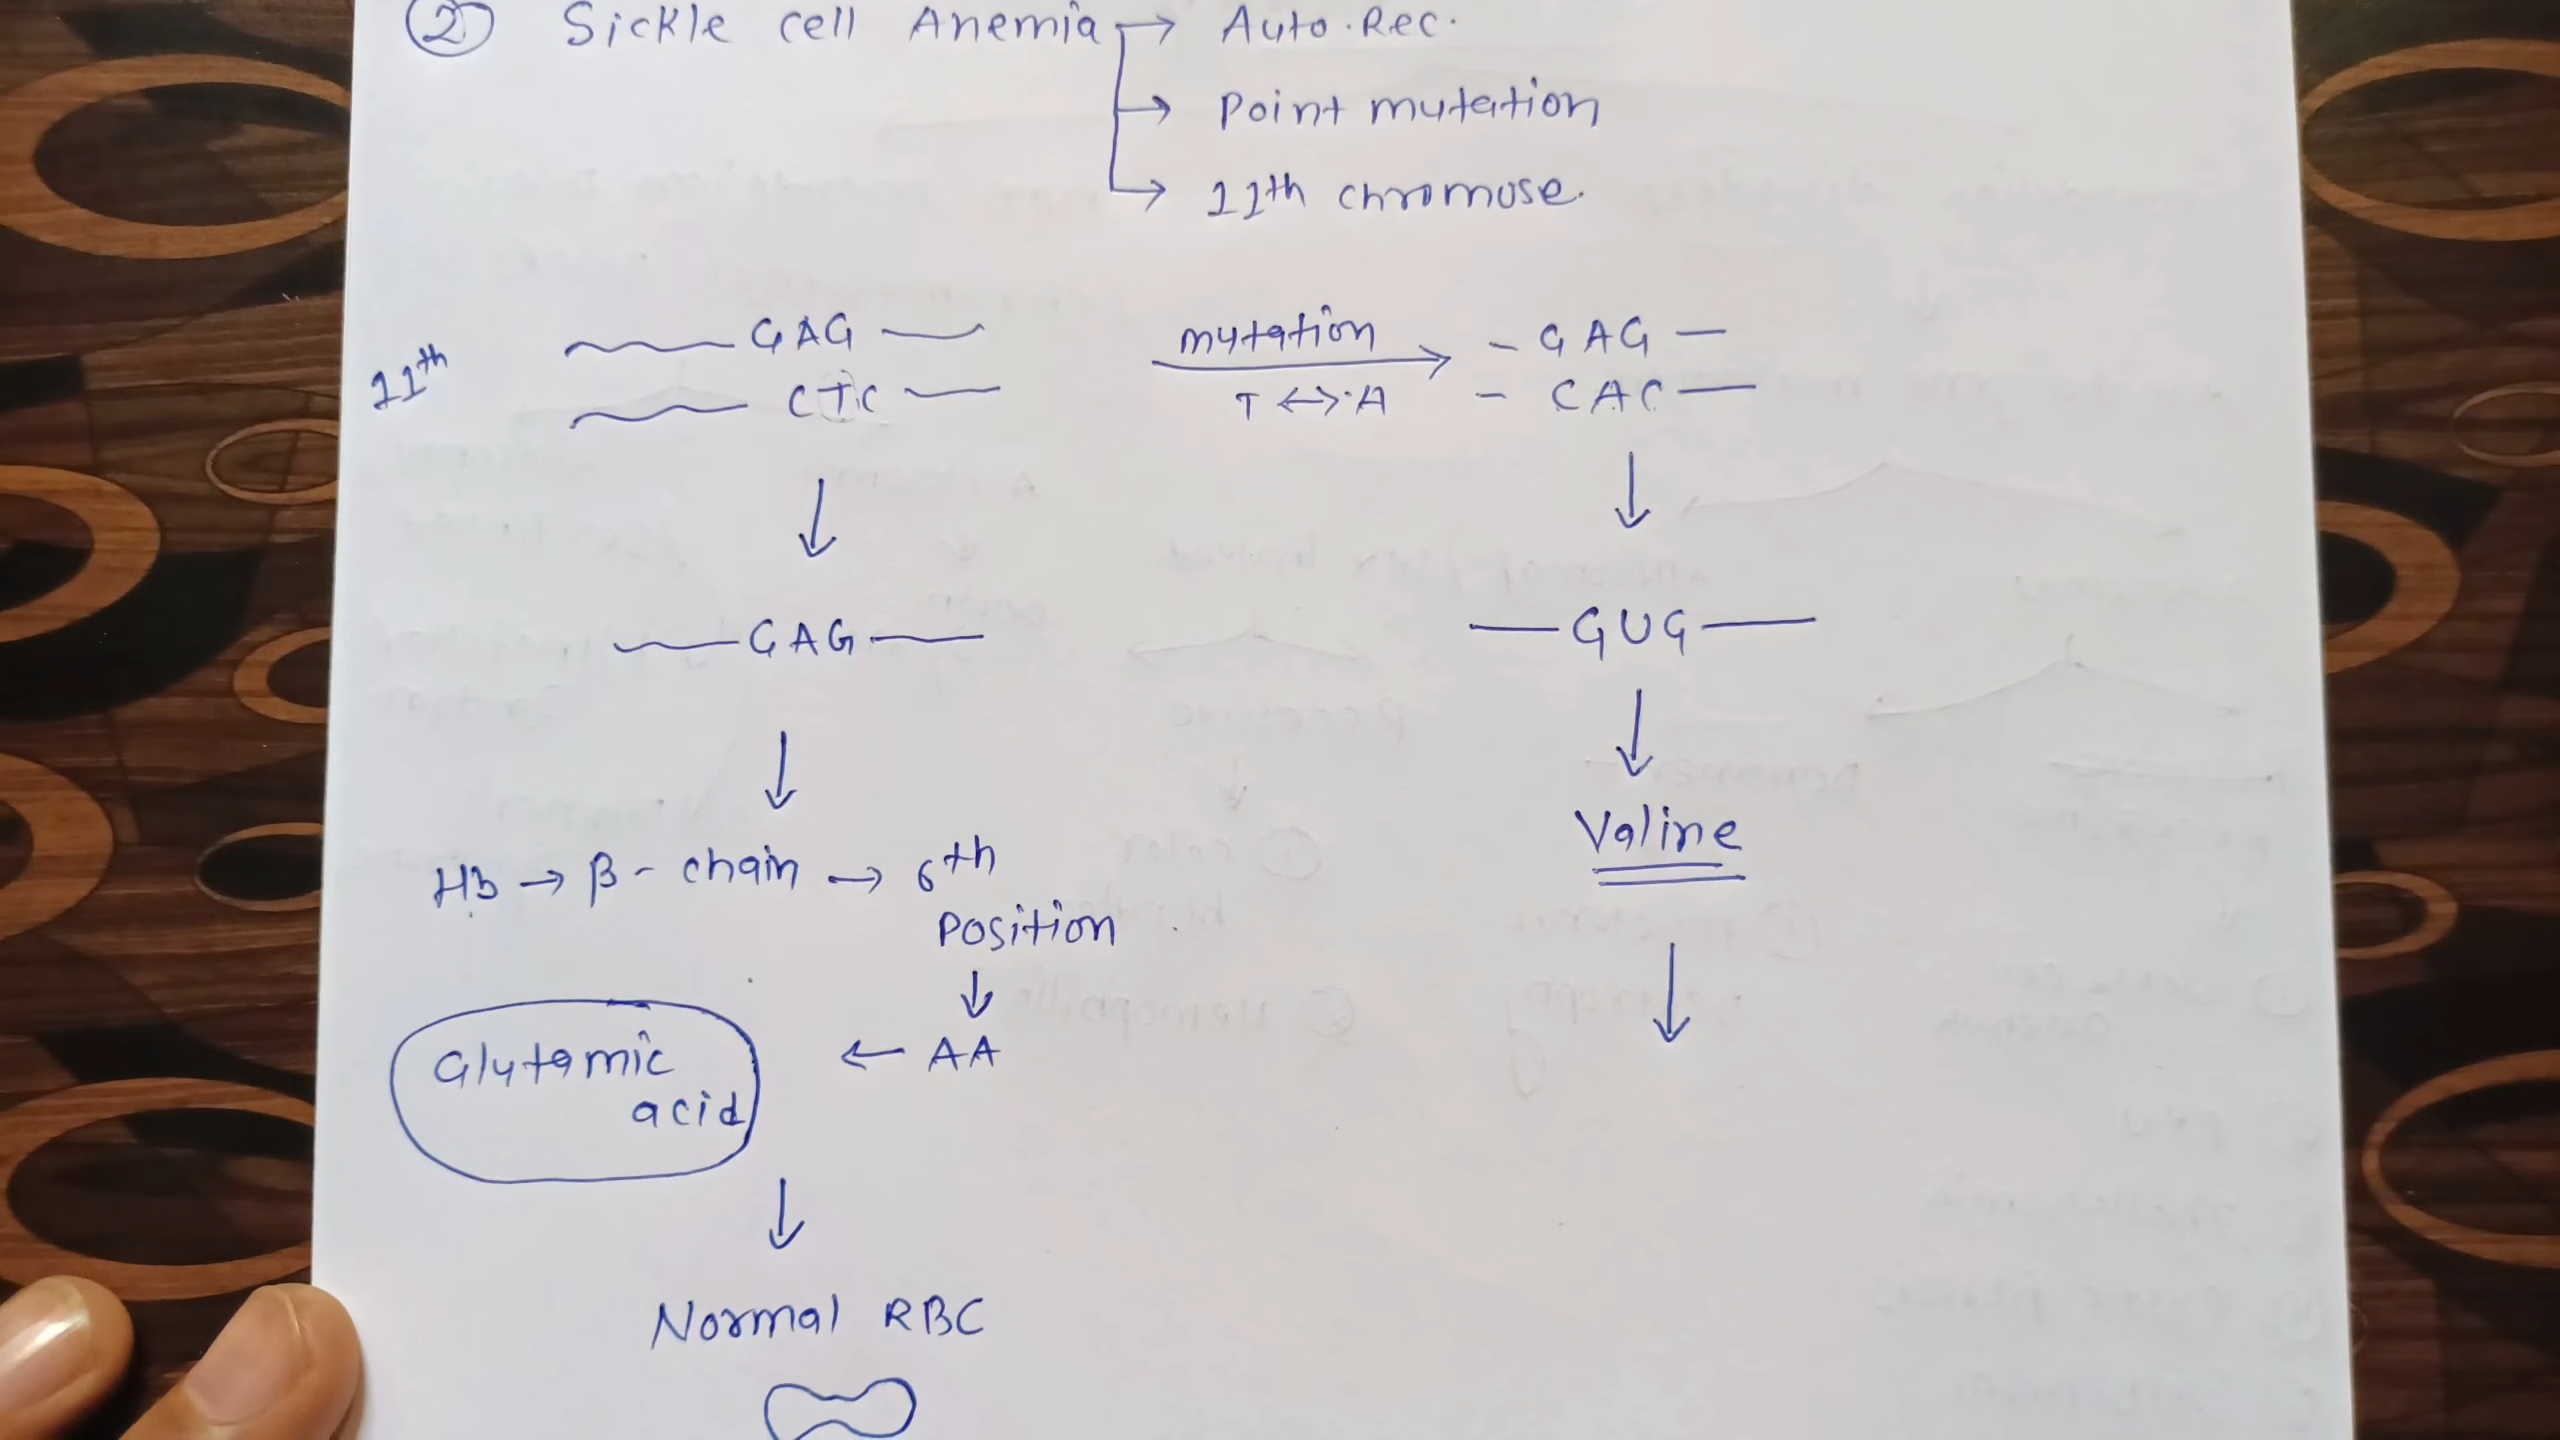 ② Sickle cell Anemia → Auto. Rec.
→ Point mutation
→ 11th chromose.
11th
GAG
CTC
mutation
T ↔ A
- GAG -
- CAC -
↓ ↓
GAG
GUG
↓ ↓
Valine
Hb → β- chain → 6th
Position
↓ ↓
← AA
Glutamic
acid
↓
Normal RBC